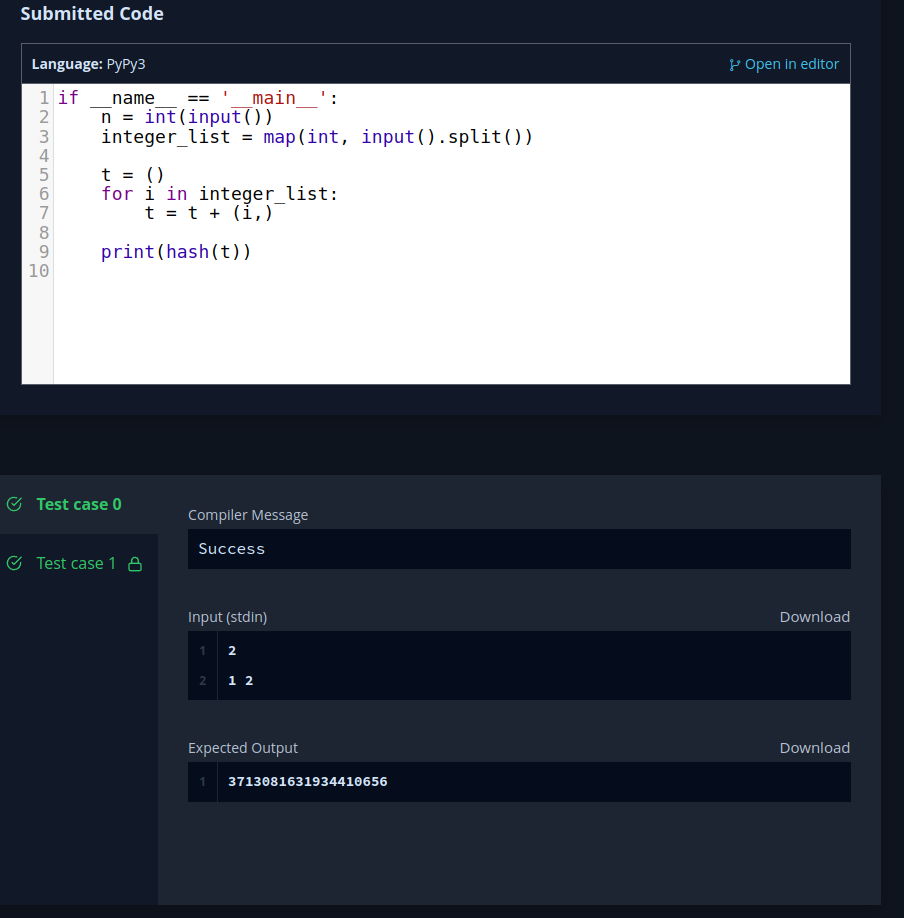 Submitted Code
Language: PyPy3 Open in editor
1 if __name__ == '__main__':
2     n = int(input())
3     integer_list = map(int, input().split())
4
5     t = ()
6     for i in integer_list:
7         t = t + (i,)
8
9     print(hash(t))
10
Test case 0
Test case 1
Compiler Message
Success
Input (stdin) Download
1 2
2 1 2
Expected Output Download
1 3713081631934410656